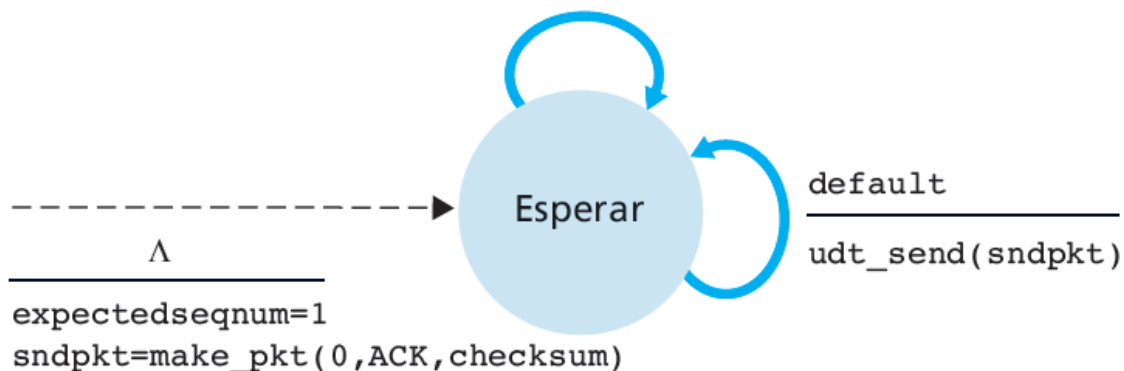 Esperar
default
udt_send(sndpkt)
Λ
expectedseqnum=1
sndpkt=make_pkt(0,ACK,checksum)